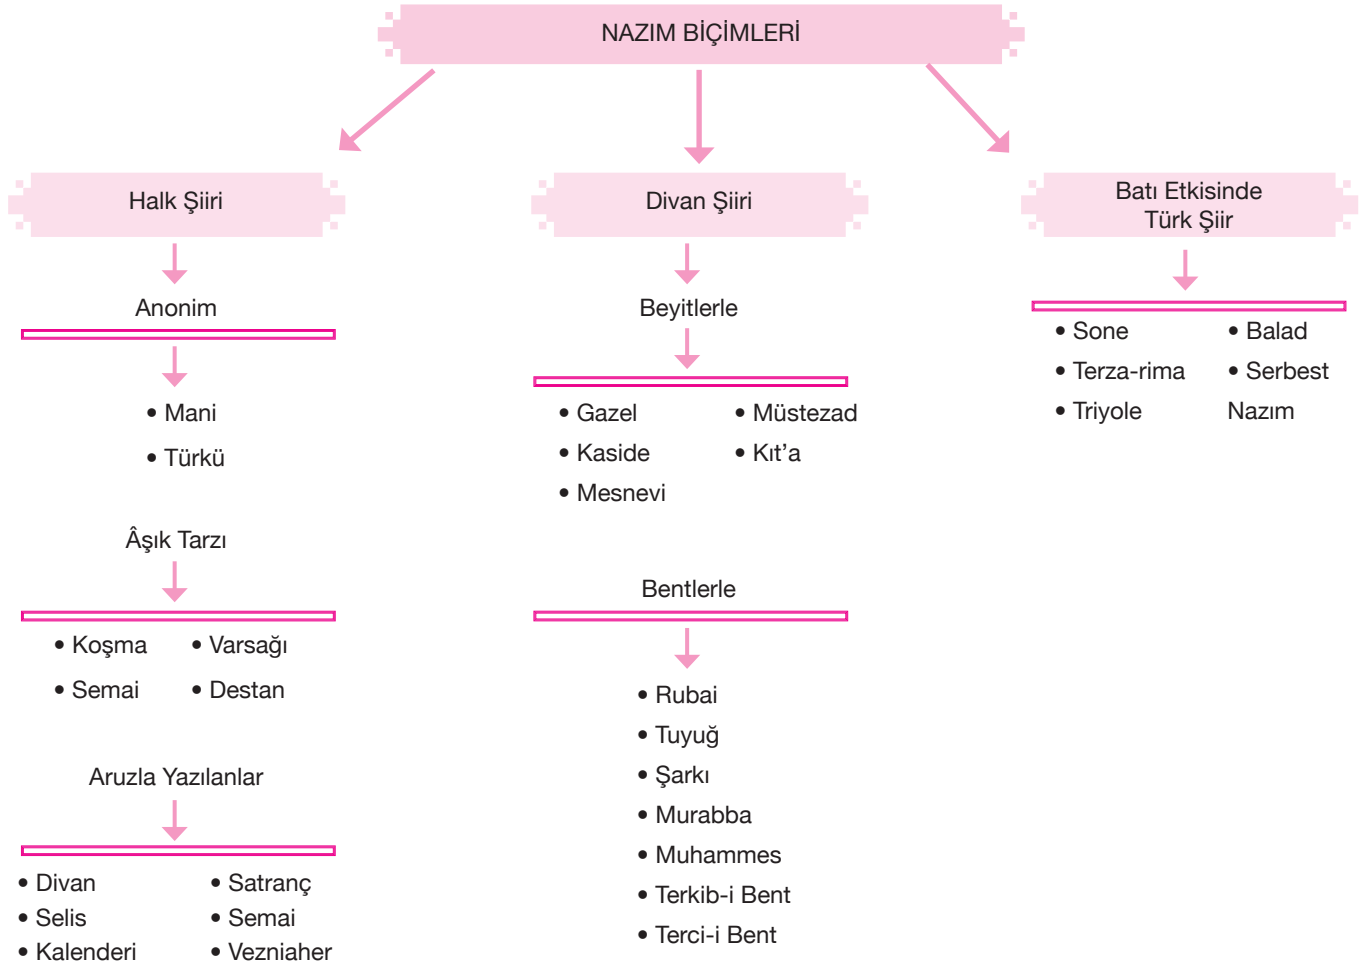 NAZIM BİÇİMLERİ
Halk Şiiri
Anonim
• Mani
• Türkü
Âşık Tarzı
• Koşma
• Varsağı
• Semai
• Destan
Aruzla Yazılanlar
• Divan
• Satranç
• Selis
• Semai
• Kalenderi
• Vezniaher
Divan Şiiri
Beyitlerle
• Gazel
• Müstezad
• Kaside
• Kıt’a
• Mesnevi
Bentlerle
• Rubai
• Tuyuğ
• Şarkı
• Murabba
• Muhammes
• Terkib-i Bent
• Terci-i Bent
Batı Etkisinde
Türk Şiir
• Sone
• Balad
• Terza-rima
• Serbest
• Triyole
Nazım